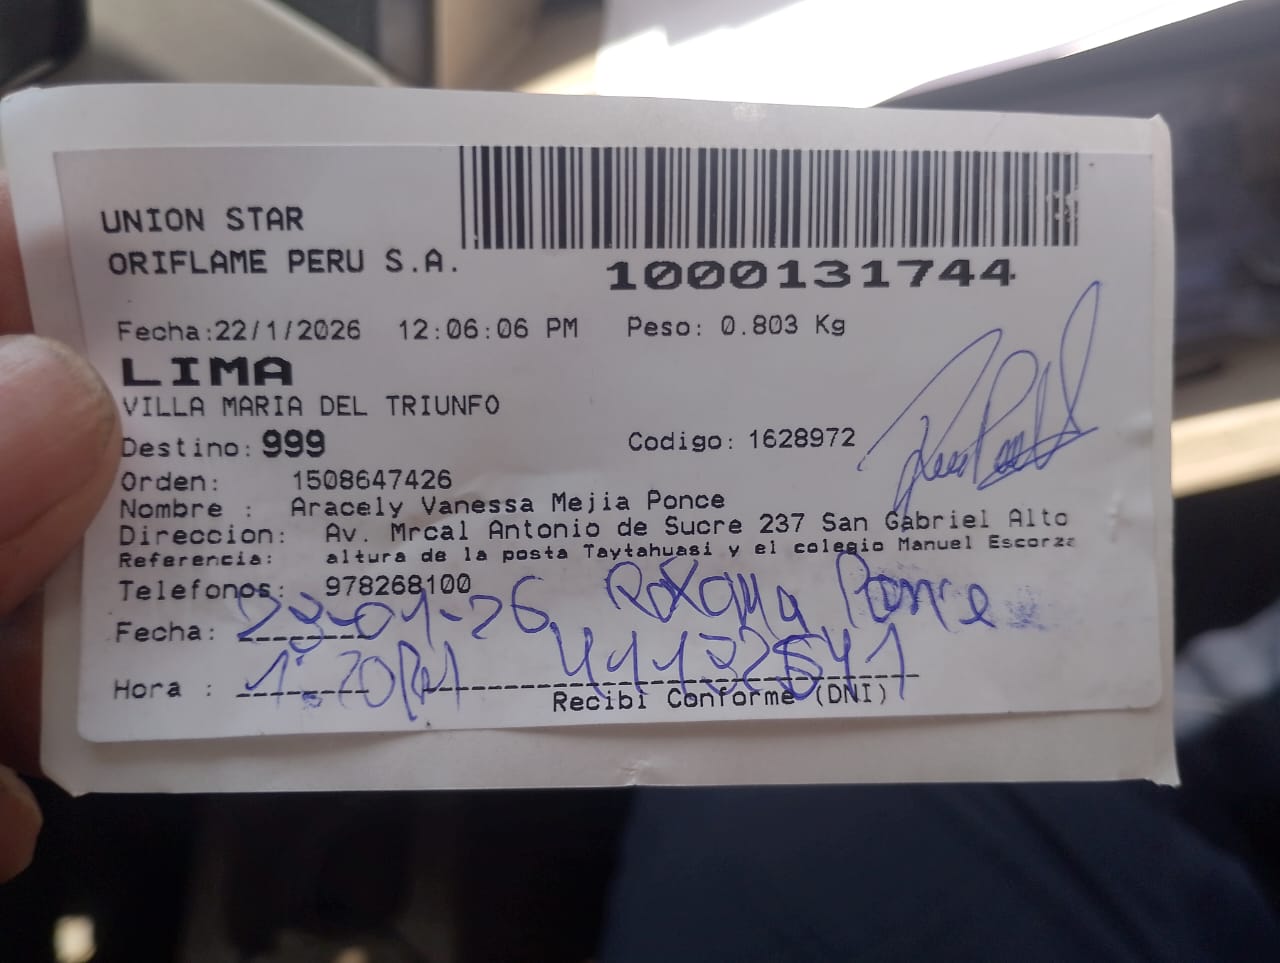 UNION STAR
ORIFLAME PERU S.A.
1000131744
Fecha:22/1/2026 12:06:06 PM Peso: 0.803 Kg
LIMA
VILLA MARIA DEL TRIUNFO
Destino: 999 Codigo: 1628972
Orden: 1508647426
Nombre : Aracely Vanessa Mejia Ponce
Direccion: Av. Mrcal Antonio de Sucre 237 San Gabriel Alto
Referencia: altura de la posta Taytahuasi y el colegio Manuel Escorza
Telefonos: 978268100
Roxana Ponce
Fecha: 23-01-26
Hora :
Recibi Conforme (DNI)